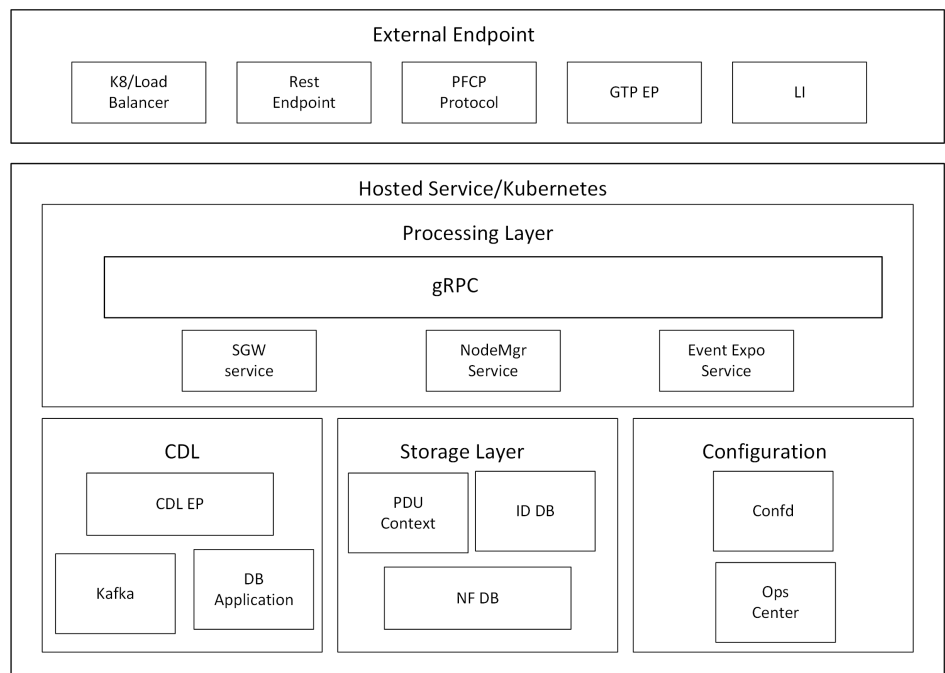 External Endpoint
K8/Load
Balancer
Rest
Endpoint
PFCP
Protocol
GTP EP
LI
Hosted Service/Kubernetes
Processing Layer
gRPC
SGW
service
NodeMgr
Service
Event Expo
Service
CDL
CDL EP
Kafka
DB
Application
Storage Layer
PDU
Context
ID DB
NF DB
Configuration
Confd
Ops
Center